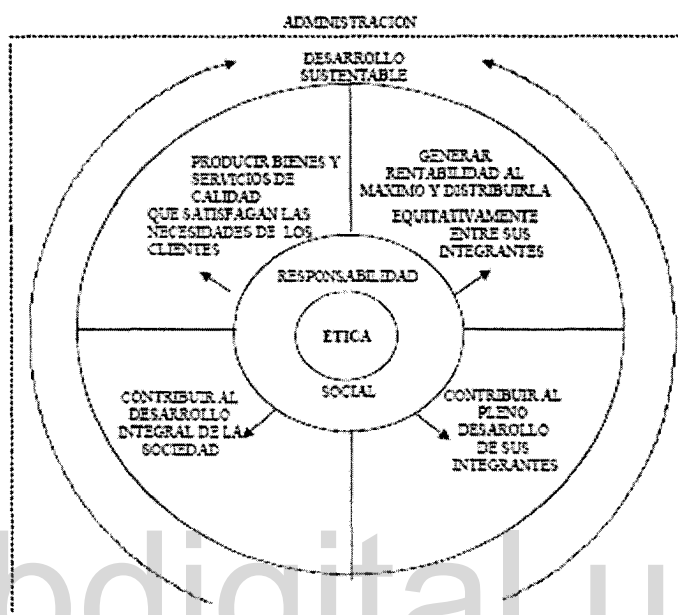 ADMINISTRACION
DESARROLLO
SUSTENTABLE
PRODUCIR BIENES Y
SERVICIOS DE
CALIDAD
QUE SATISFAGAN LAS
NECESIDADES DE LOS
CLIENTES
GENERAR
RENTABILIDAD AL
MAXIMO Y DISTRIBUIRLA
EQUITATIVAMENTE
ENTRE SUS
INTEGRANTES
RESPONSABILIDAD
ETICA
SOCIAL
CONTRIBUIR AL
DESARROLLO
INTEGRAL DE LA
SOCIEDAD
CONTRIBUIR AL
PLENO
DESARROLLO
DE SUS
INTEGRANTES
bdigital.u